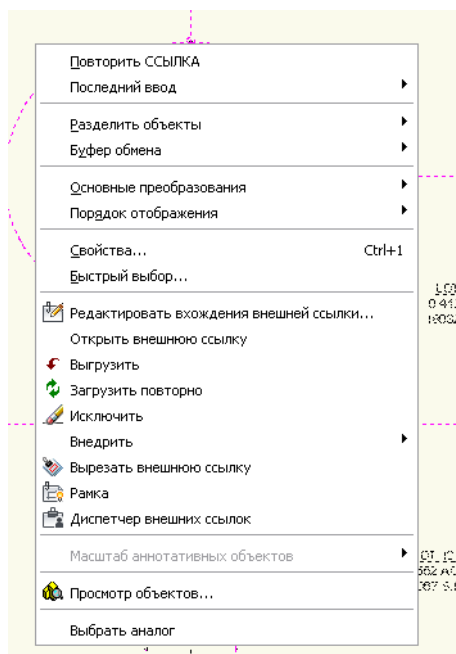 Повторить ССЫЛКА
Последний ввод
Разделить объекты
Буфер обмена
Основные преобразования
Порядок отображения
Свойства... Ctrl+1
Быстрый выбор...
Редактировать вхождения внешней ссылки...
Открыть внешнюю ссылку
Выгрузить
Загрузить повторно
Исключить
Внедрить
Вырезать внешнюю ссылку
Рамка
Диспетчер внешних ссылок
Масштаб аннотативных объектов
Просмотр объектов...
Выбрать аналог